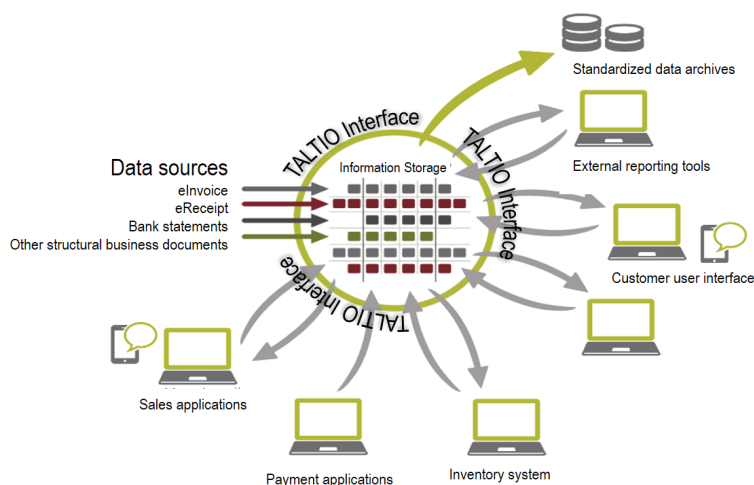 Standardized data archives
TALTIO Interface
External reporting tools
Data sources
Information Storage
TALTIO Interface
eInvoice
eReceipt
Bank statements
Other structural business documents
TALTIO Interface
Customer user interface
Sales applications
Payment applications
Inventory system